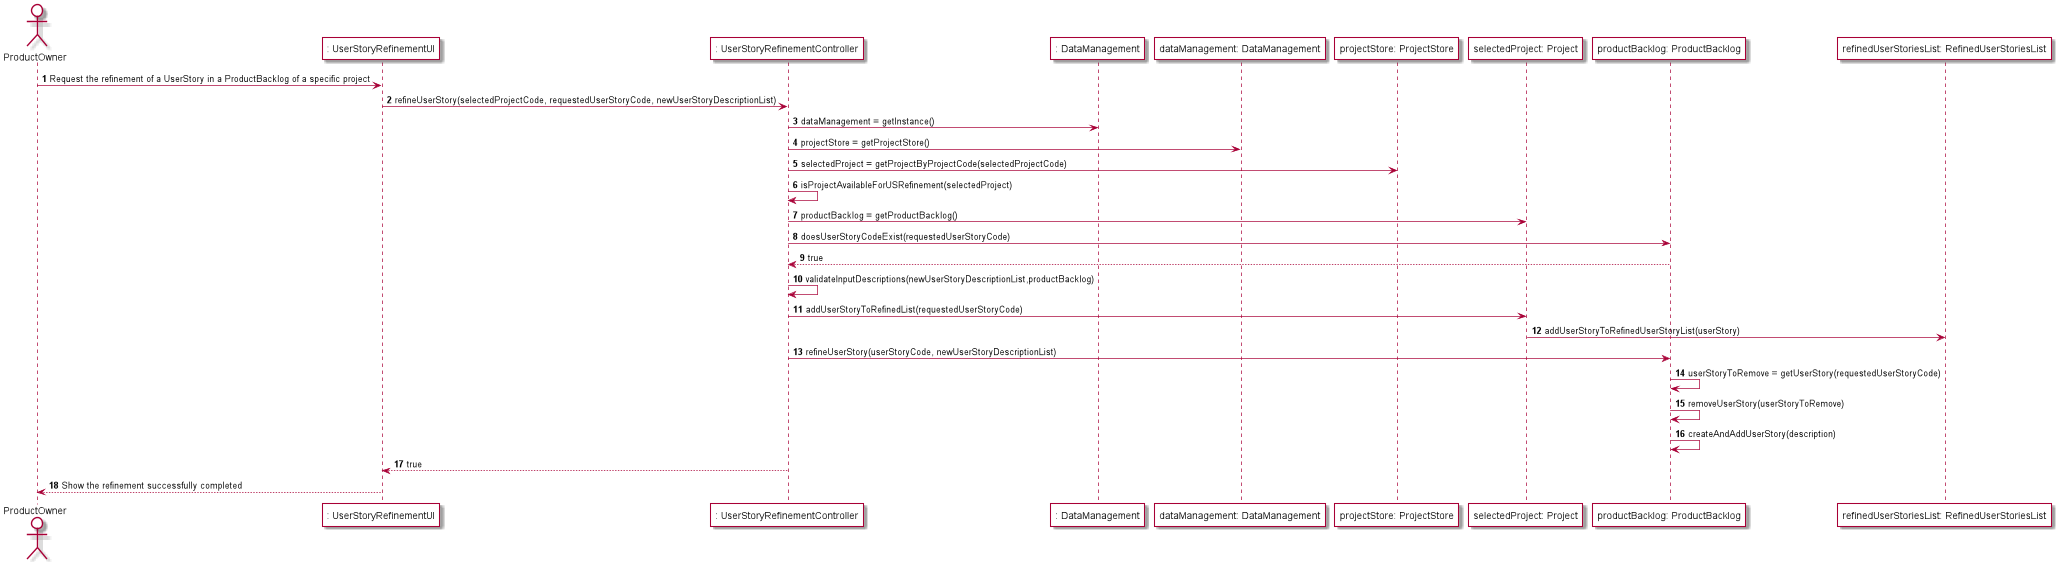 ProductOwner
: UserStoryRefinementUI
: UserStoryRefinementController
: DataManagement
dataManagement: DataManagement
projectStore: ProjectStore
selectedProject: Project
productBacklog: ProductBacklog
refinedUserStoriesList: RefinedUserStoriesList
1 Request the refinement of a UserStory in a ProductBacklog of a specific project
2 refineUserStory(selectedProjectCode, requestedUserStoryCode, newUserStoryDescriptionList)
3 dataManagement = getInstance()
4 projectStore = getProjectStore()
5 selectedProject = getProjectByProjectCode(selectedProjectCode)
6 isProjectAvailableForUSRefinement(selectedProject)
7 productBacklog = getProductBacklog()
8 doesUserStoryCodeExist(requestedUserStoryCode)
9 true
10 validateInputDescriptions(newUserStoryDescriptionList,productBacklog)
11 addUserStoryToRefinedList(requestedUserStoryCode)
12 addUserStoryToRefinedUserStoryList(userStory)
13 refineUserStory(userStoryCode, newUserStoryDescriptionList)
14 userStoryToRemove = getUserStory(requestedUserStoryCode)
15 removeUserStory(userStoryToRemove)
16 createAndAddUserStory(description)
17 true
18 Show the refinement successfully completed
ProductOwner
: UserStoryRefinementUI
: UserStoryRefinementController
: DataManagement
dataManagement: DataManagement
projectStore: ProjectStore
selectedProject: Project
productBacklog: ProductBacklog
refinedUserStoriesList: RefinedUserStoriesList